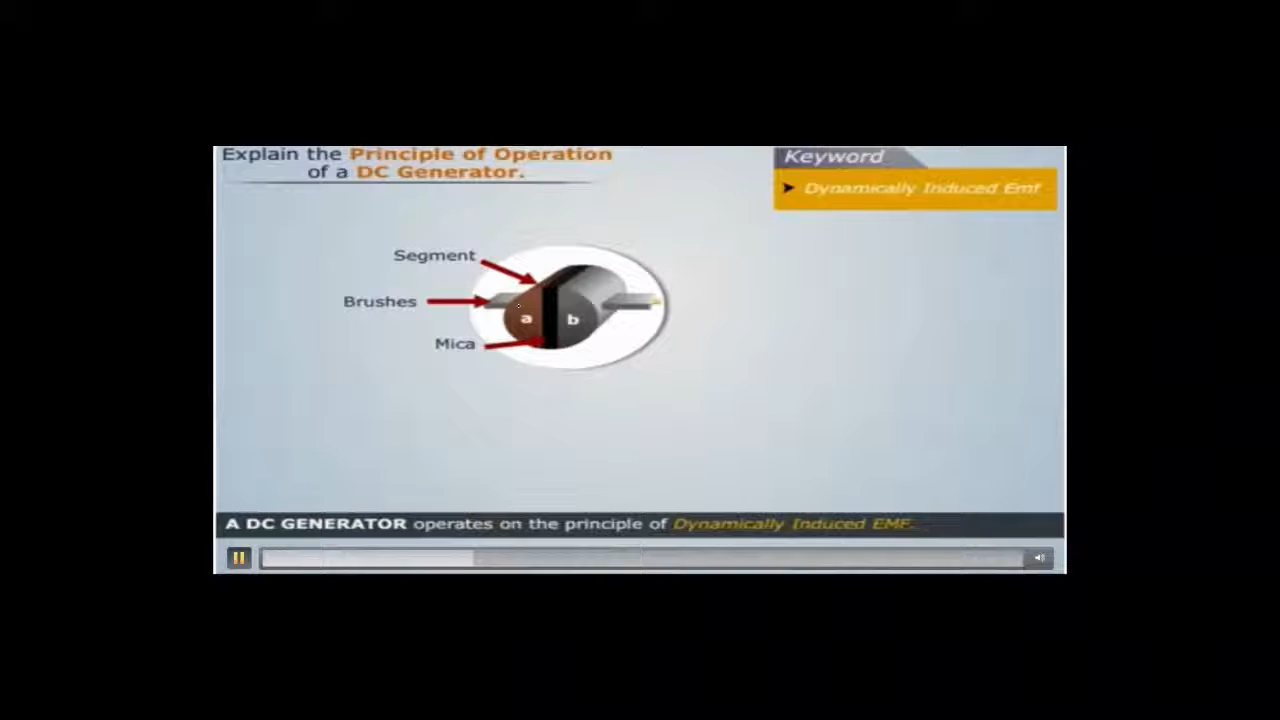 Explain the Principle of Operation
of a DC Generator.
Keyword
Dynamically Induced Emf
Segment
Brushes
a
b
Mica
A DC GENERATOR operates on the principle of Dynamically Induced EMF.